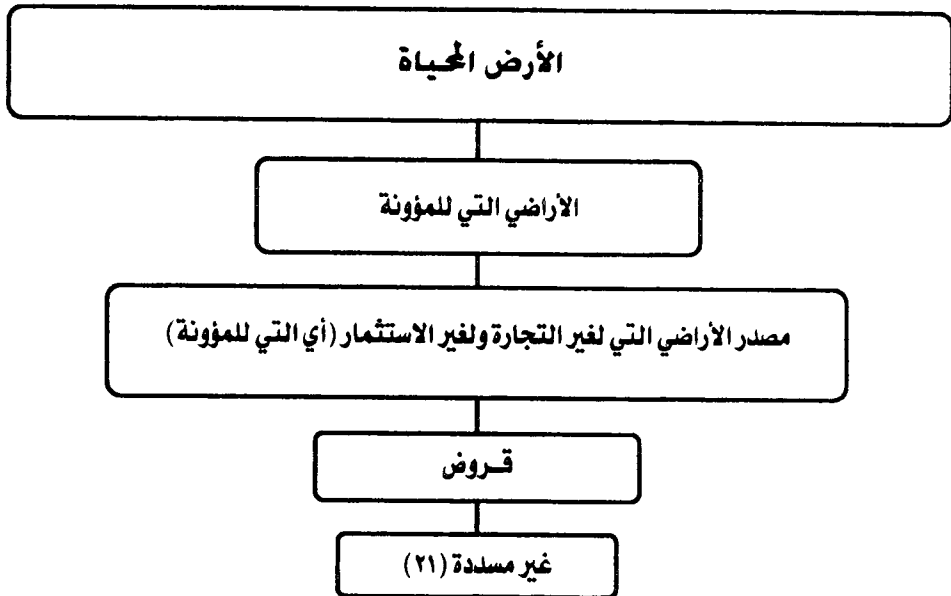 الأرض المحياة
الأراضي التي للمؤونة
مصدر الأراضي التي لغير التجارة ولغير الاستثمار (أي التي للمؤونة)
قـروض
غير مسددة (٢١)